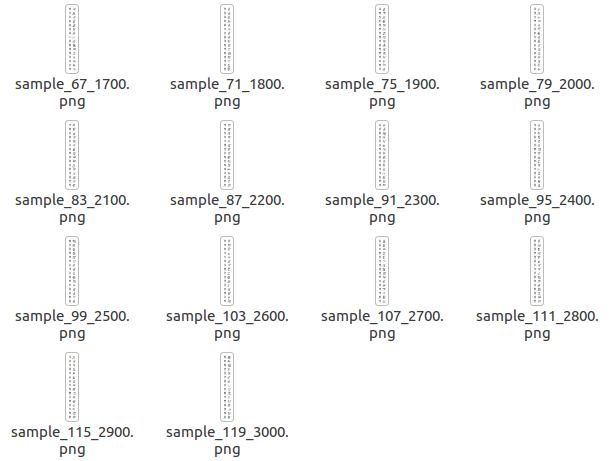 sample_67_1700.
png
sample_71_1800.
png
sample_75_1900.
png
sample_79_2000.
png
sample_83_2100.
png
sample_87_2200.
png
sample_91_2300.
png
sample_95_2400.
png
sample_99_2500.
png
sample_103_2600.
png
sample_107_2700.
png
sample_111_2800.
png
sample_115_2900.
png
sample_119_3000.
png